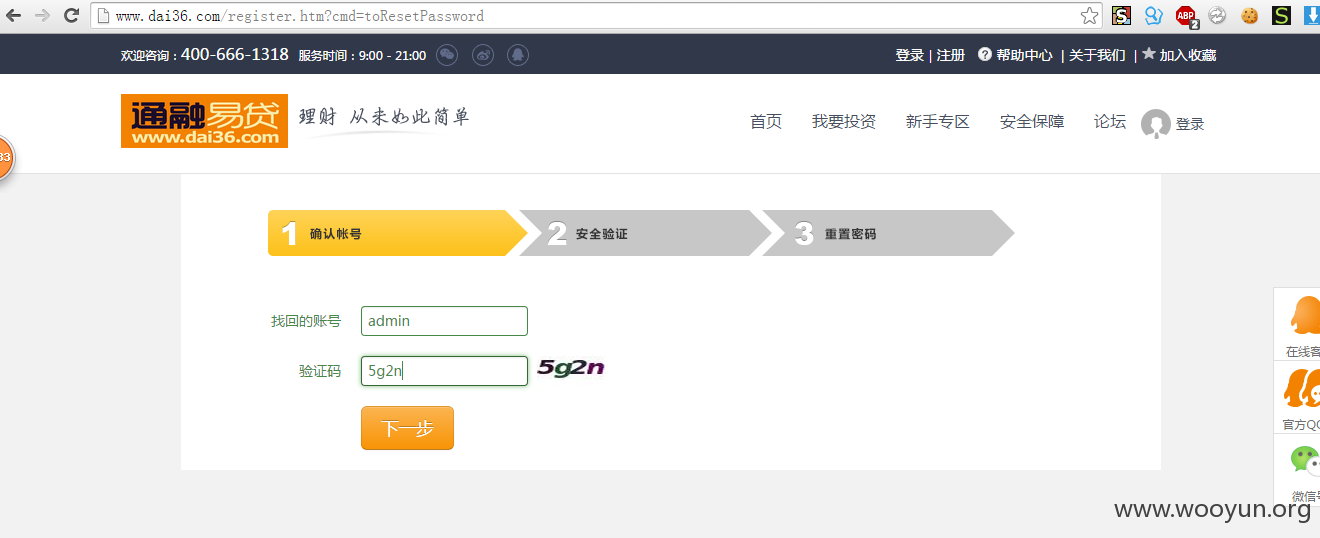 www.dai36.com/register.htm?cmd=toResetPassword
ABP
2
S
欢迎咨询：400-666-1318 服务时间：9:00 - 21:00
登录 | 注册 ? 帮助中心 | 关于我们 | 加入收藏
通融易贷
www.dai36.com
理财 从未如此简单
首页 我要投资 新手专区 安全保障 论坛 登录
33
1 确认帐号 2 安全验证 3 重置密码
找回的账号 admin
验证码 5g2n 5g2n
下一步
在线客
官方QQ
微信号
www.wooyun.org